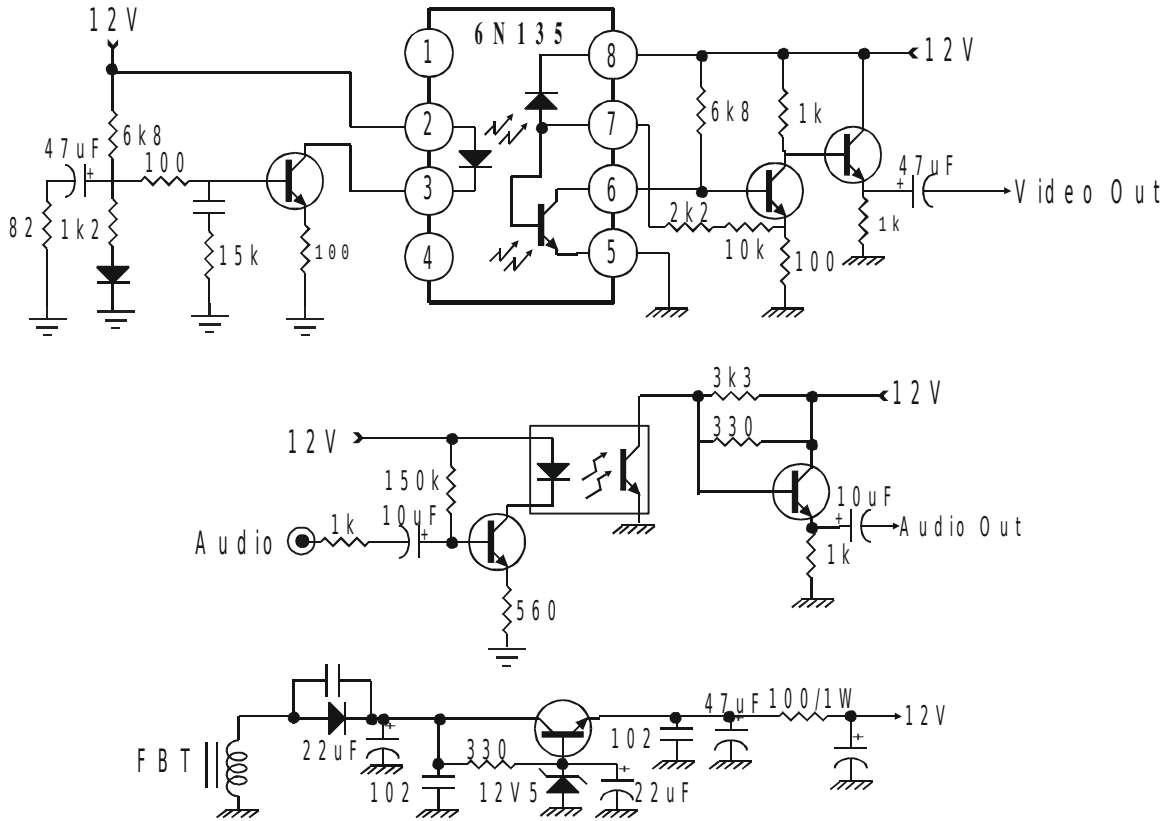 12V
6N135
1
2
3
4
8
7
6
5
12V
6k8
47uF
+
100
82
1k2
15k
100
6k8
1k
47uF
+
Video Out
2k2
10k
100
1k
3k3
12V
330
12V
150k
10uF
+
1k
Audio
560
10uF
+
Audio Out
1k
FBT
22uF
+
102
330
12V5
+
22uF
102
47uF
+
100/1W
12V
+